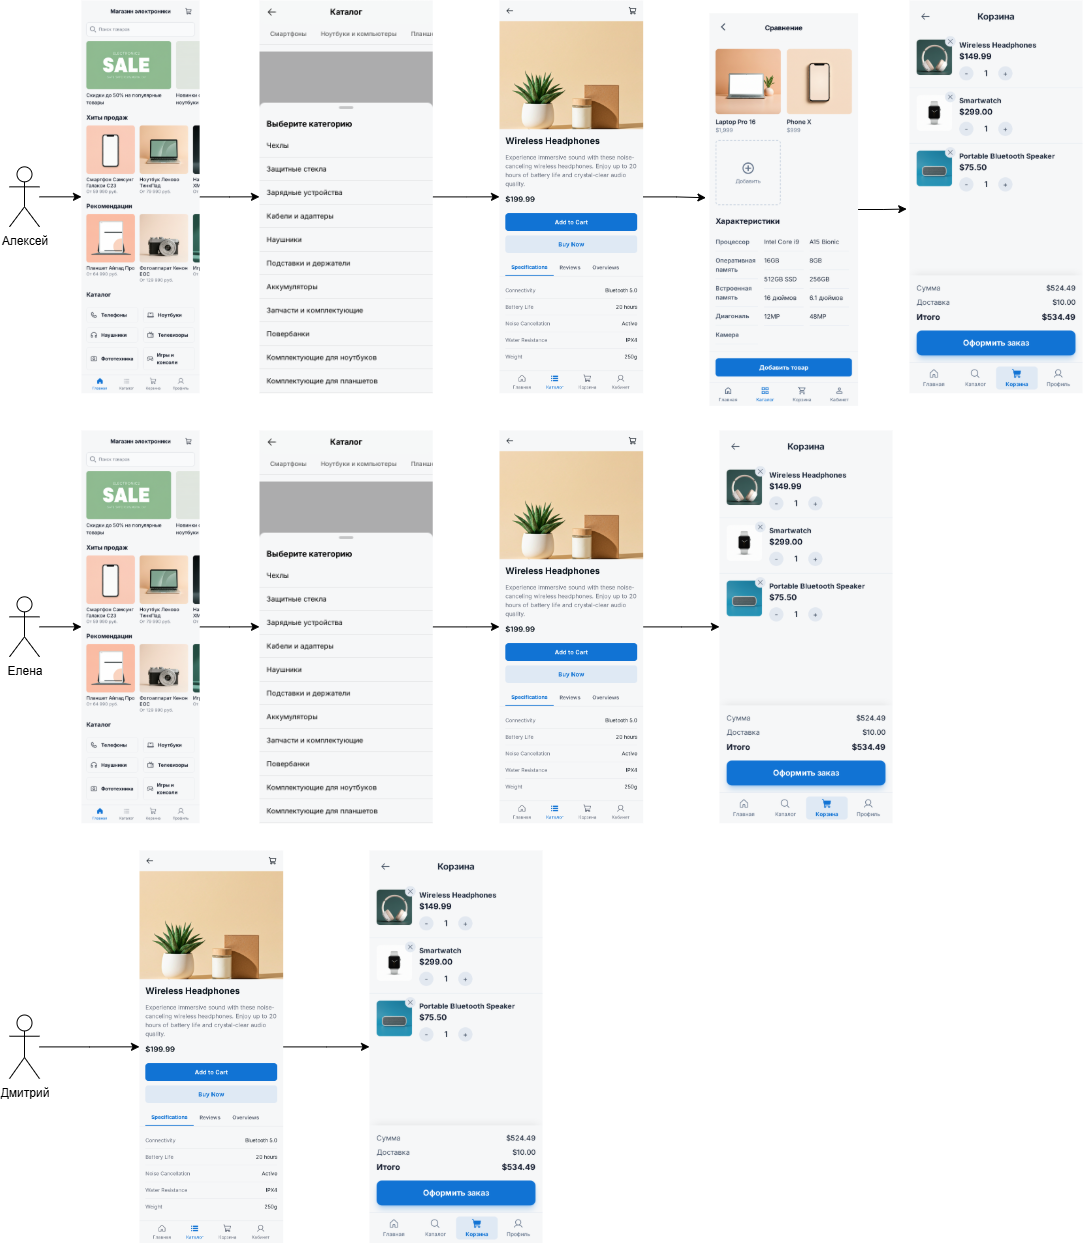 Магазин электроники
Поиск товаров
ELECTRONICS
SALE
Скидки до 50% на популярные
товары
Новинки
ноутбуки
Хиты продаж
Смартфон Самсунг
Галакси С23
От 59 990 руб.
Ноутбук Леново
ТинкПад
От 75 990 руб.
На
XM
Рекомендации
Планшет Айпад Про
От 64 990 руб.
Фотоаппарат Кенон
ЕОС
От 129 990 руб.
Каталог
Телефоны
Ноутбуки
Наушники
Телевизоры
Фототехника
Игры и
консоли
Главная
Каталог
Корзина
Профиль
Алексей
Каталог
Смартфоны
Ноутбуки и компьютеры
Планш
Выберите категорию
Чехлы
Защитные стекла
Зарядные устройства
Кабели и адаптеры
Наушники
Подставки и держатели
Аккумуляторы
Запчасти и комплектующие
Повербанки
Комплектующие для ноутбуков
Комплектующие для планшетов
Wireless Headphones
Experience immersive sound with these noise-
canceling wireless headphones. Enjoy up to 20
hours of battery life and crystal-clear audio
quality.
$199.99
Add to Cart
Buy Now
Specifications Reviews Overviews
Connectivity Bluetooth 5.0
Battery Life 20 hours
Noise Cancellation Active
Water Resistance IPX4
Weight 250g
Главная Каталог Корзина Кабинет
Сравнение
Laptop Pro 16
$1,999
Phone X
$999
Добавить
Характеристики
Процессор Intel Core i9 A15 Bionic
Оперативная
память
16GB 8GB
512GB SSD 256GB
Встроенная
память
16 дюймов 6.1 дюймов
Диагональ 12MP 48MP
Камера
Добавить товар
Главная Каталог Корзина Кабинет
Корзина
Wireless Headphones
$149.99
- 1 +
Smartwatch
$299.00
- 1 +
Portable Bluetooth Speaker
$75.50
- 1 +
Сумма $524.49
Доставка $10.00
Итого $534.49
Оформить заказ
Главная Каталог Корзина Профиль
Магазин электроники
Поиск товаров
ELECTRONICS
SALE
Скидки до 50% на популярные
товары
Новинки
ноутбуки
Хиты продаж
Смартфон Самсунг
Галакси С23
От 59 990 руб.
Ноутбук Леново
ТинкПад
От 75 990 руб.
На
XM
Рекомендации
Планшет Айпад Про
От 64 990 руб.
Фотоаппарат Кенон
ЕОС
От 129 990 руб.
Каталог
Телефоны
Ноутбуки
Наушники
Телевизоры
Фототехника
Игры и
консоли
Главная
Каталог
Корзина
Профиль
Елена
Каталог
Смартфоны
Ноутбуки и компьютеры
Планш
Выберите категорию
Чехлы
Защитные стекла
Зарядные устройства
Кабели и адаптеры
Наушники
Подставки и держатели
Аккумуляторы
Запчасти и комплектующие
Повербанки
Комплектующие для ноутбуков
Комплектующие для планшетов
Wireless Headphones
Experience immersive sound with these noise-
canceling wireless headphones. Enjoy up to 20
hours of battery life and crystal-clear audio
quality.
$199.99
Add to Cart
Buy Now
Specifications Reviews Overviews
Connectivity Bluetooth 5.0
Battery Life 20 hours
Noise Cancellation Active
Water Resistance IPX4
Weight 250g
Главная Каталог Корзина Кабинет
Корзина
Wireless Headphones
$149.99
- 1 +
Smartwatch
$299.00
- 1 +
Portable Bluetooth Speaker
$75.50
- 1 +
Сумма $524.49
Доставка $10.00
Итого $534.49
Оформить заказ
Главная Каталог Корзина Профиль
Дмитрий
Wireless Headphones
Experience immersive sound with these noise-
canceling wireless headphones. Enjoy up to 20
hours of battery life and crystal-clear audio
quality.
$199.99
Add to Cart
Buy Now
Specifications Reviews Overviews
Connectivity Bluetooth 5.0
Battery Life 20 hours
Noise Cancellation Active
Water Resistance IPX4
Weight 250g
Главная Каталог Корзина Кабинет
Корзина
Wireless Headphones
$149.99
- 1 +
Smartwatch
$299.00
- 1 +
Portable Bluetooth Speaker
$75.50
- 1 +
Сумма $524.49
Доставка $10.00
Итого $534.49
Оформить заказ
Главная Каталог Корзина Профиль